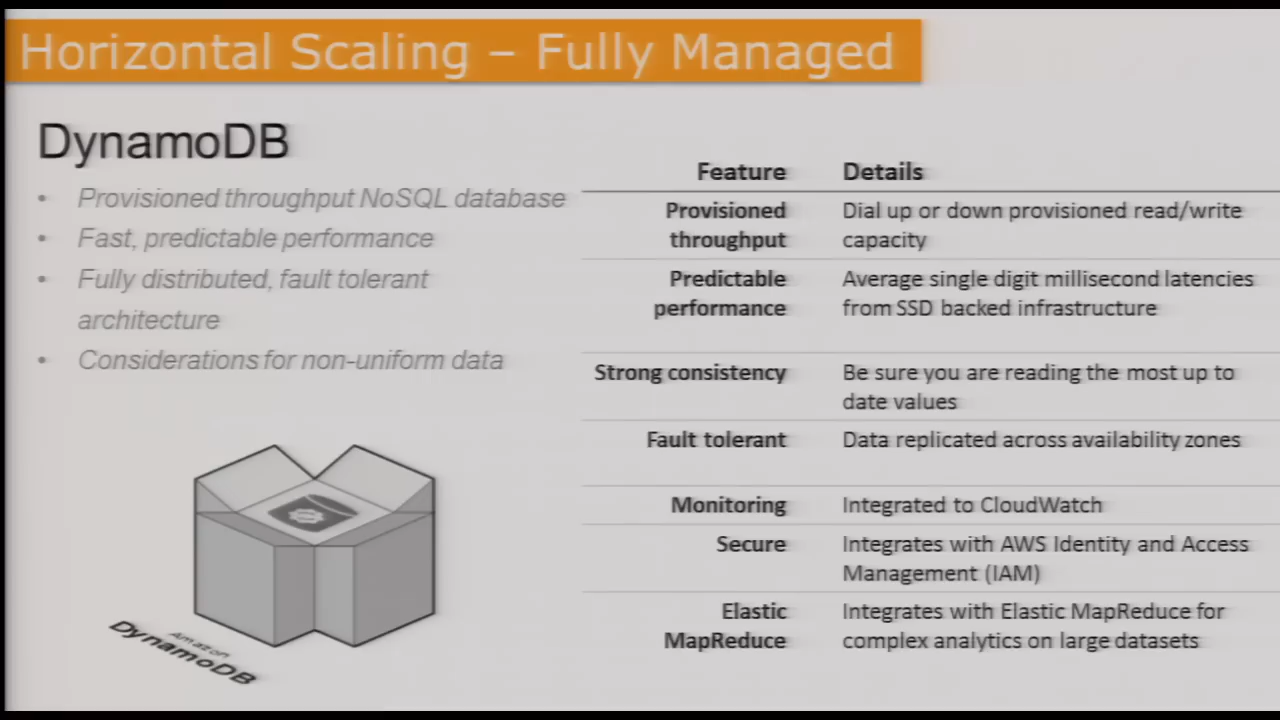 Horizontal Scaling – Fully Managed
DynamoDB
• Provisioned throughput NoSQL database
• Fast, predictable performance
• Fully distributed, fault tolerant
architecture
• Considerations for non-uniform data
Amazon
DynamoDB
Feature Details
Provisioned throughput Dial up or down provisioned read/write
capacity
Predictable performance Average single digit millisecond latencies
from SSD backed infrastructure
Strong consistency Be sure you are reading the most up to
date values
Fault tolerant Data replicated across availability zones
Monitoring Integrated to CloudWatch
Secure Integrates with AWS Identity and Access
Management (IAM)
Elastic MapReduce Integrates with Elastic MapReduce for
complex analytics on large datasets